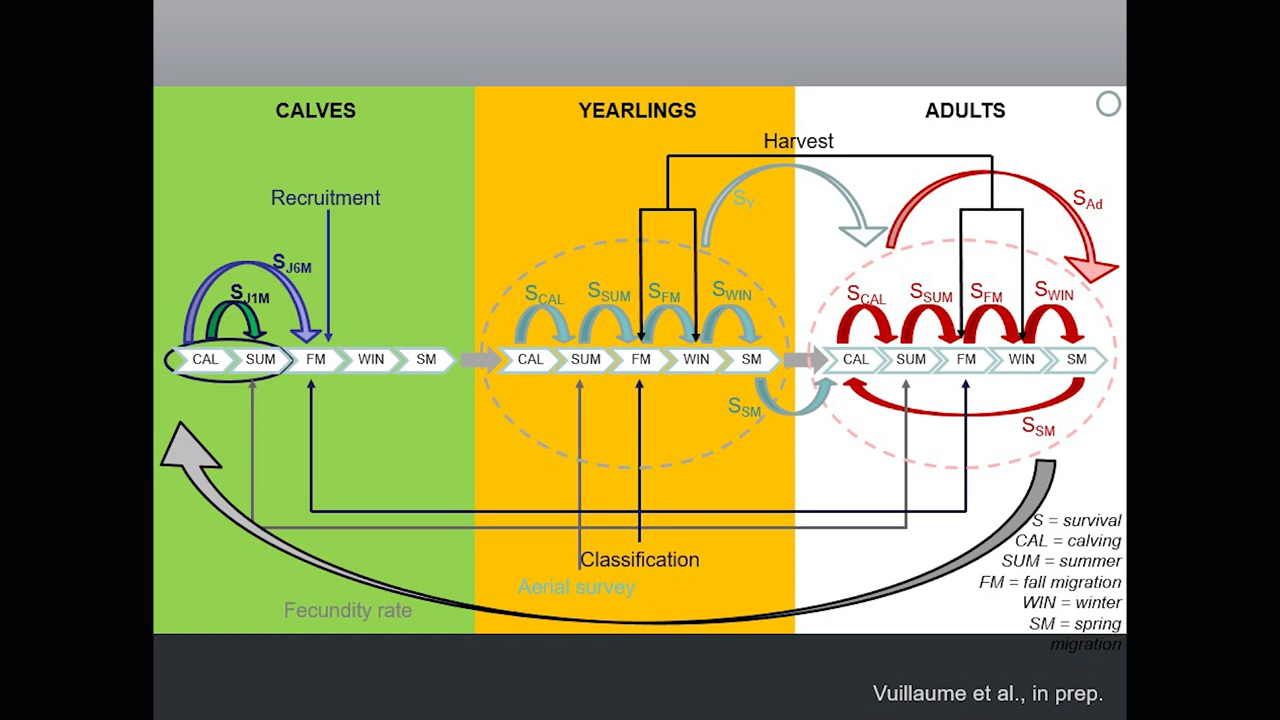 CALVES
YEARLINGS
ADULTS
Harvest
Recruitment
SY
SAd
SJ6M
SJ1M
SCAL
SSUM
SFM
SWIN
SCAL
SSUM
SFM
SWIN
CAL
SUM
FM
WIN
SM
CAL
SUM
FM
WIN
SM
CAL
SUM
FM
WIN
SM
SSM
SSM
S = survival
CAL = calving
SUM = summer
FM = fall migration
WIN = winter
SM = spring
migration
Classification
Aerial survey
Fecundity rate
Vuillaume et al., in prep.